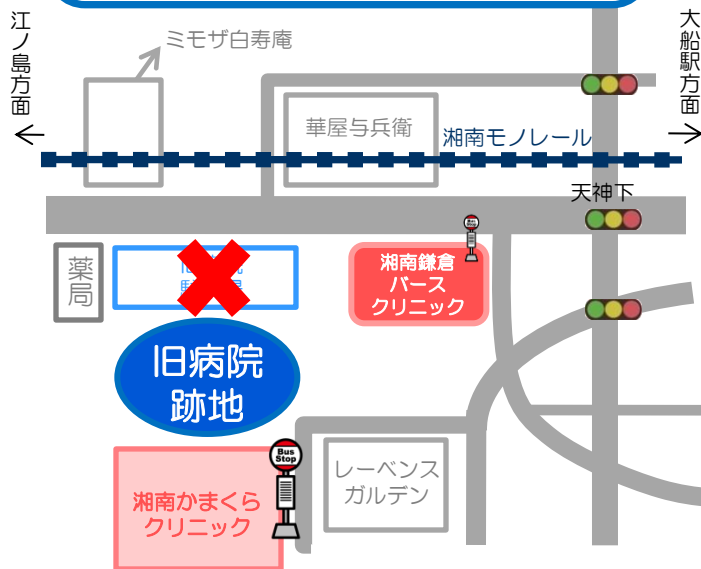 江ノ島方面
ミモザ白寿庵
大船駅方面
華屋与兵衛
湘南モノレール
天神下
薬局
湘南鎌倉
バース
クリニック
旧病院
跡地
Bus
Stop
湘南かまくら
クリニック
レーベンス
ガルデン